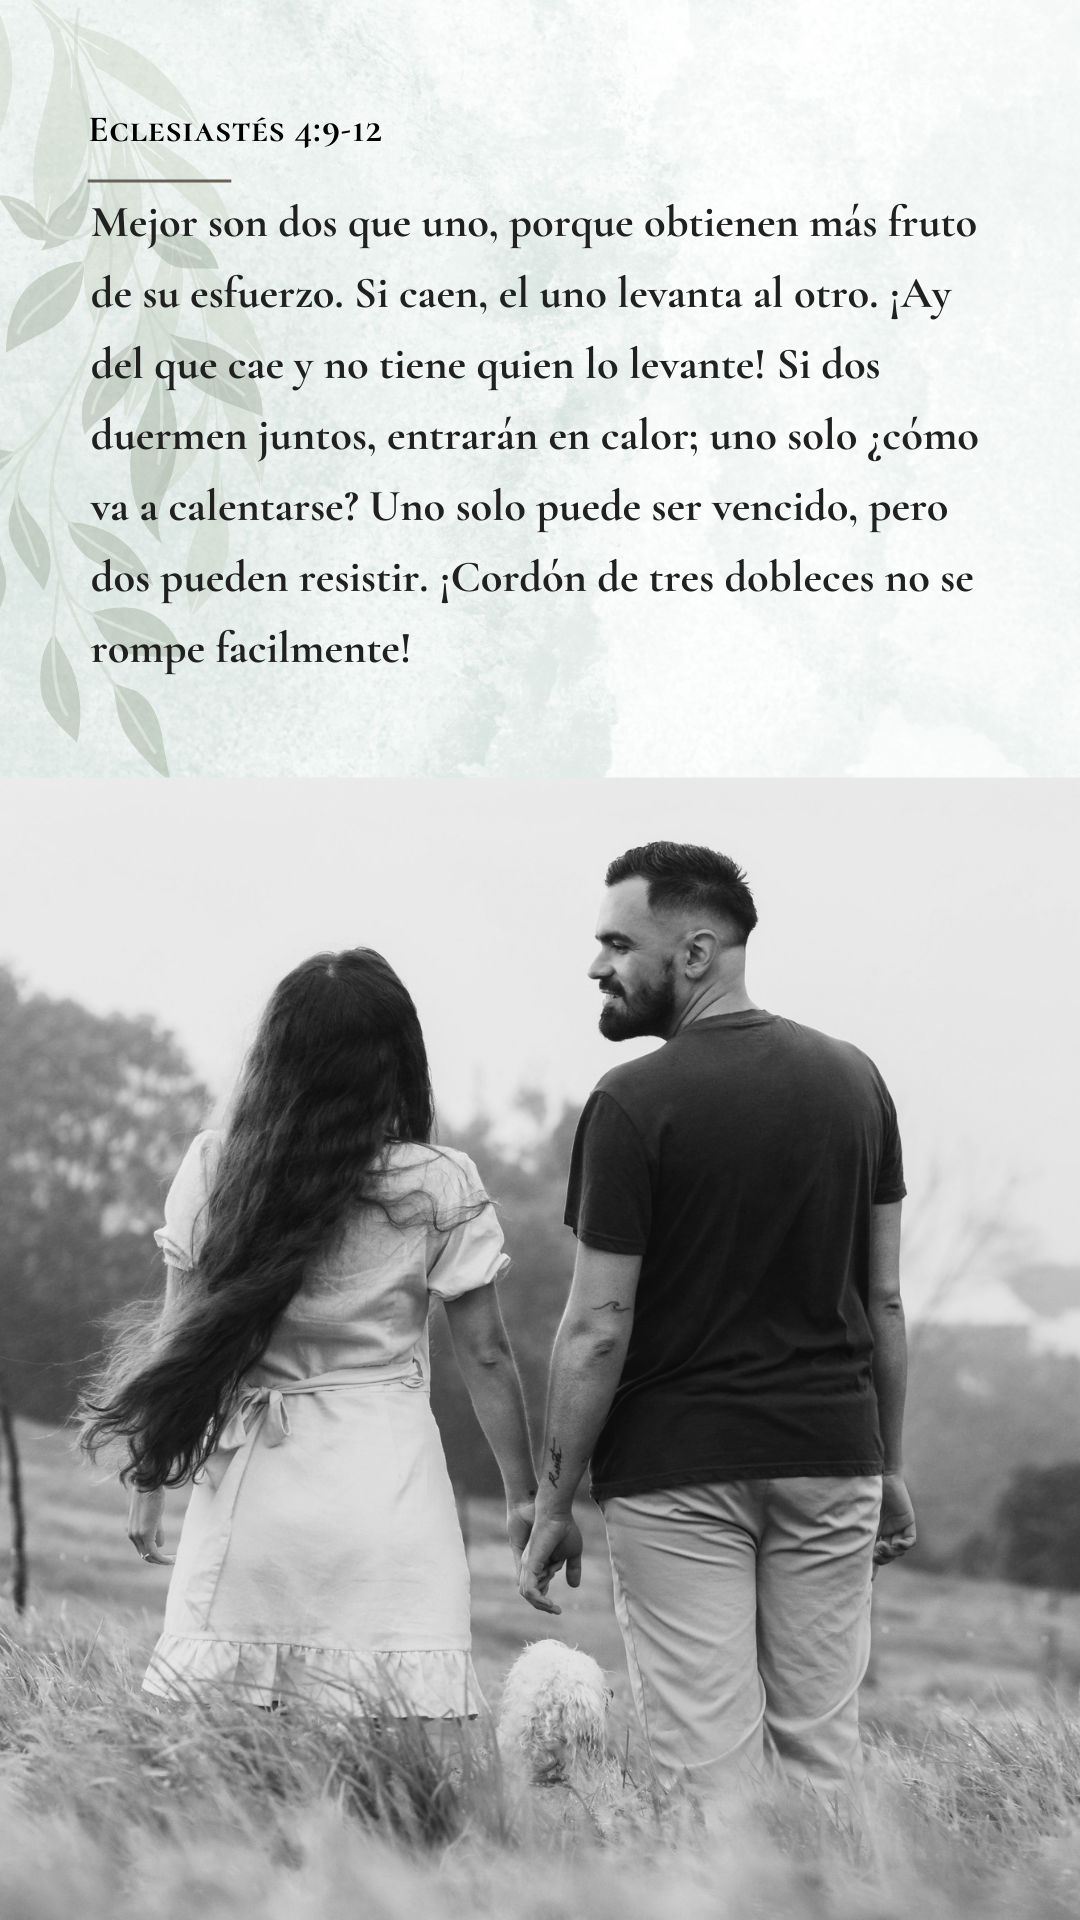 Eclesiastés 4:9-12
Mejor son dos que uno, porque obtienen más fruto
de su esfuerzo. Si caen, el uno levanta al otro. ¡Ay
del que cae y no tiene quien lo levante! Si dos
duermen juntos, entrarán en calor; uno solo ¿cómo
va a calentarse? Uno solo puede ser vencido, pero
dos pueden resistir. ¡Cordón de tres dobleces no se
rompe facilmente!